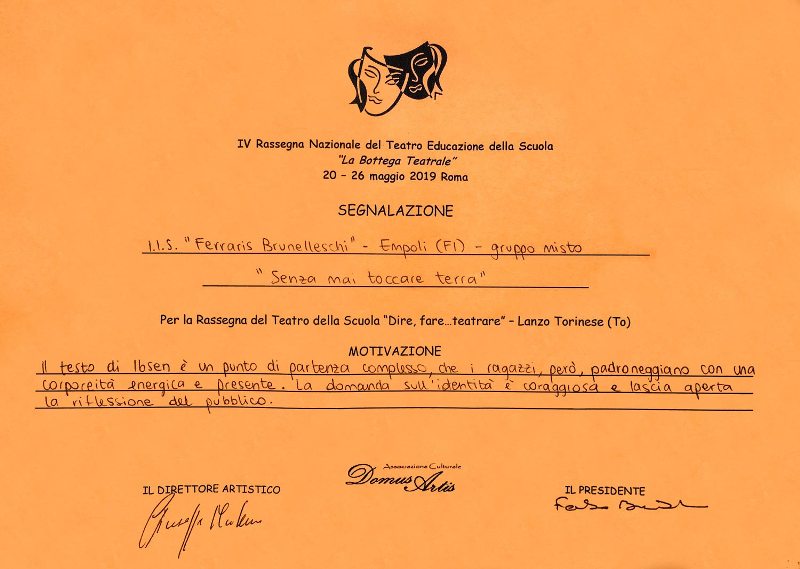 IV Rassegna Nazionale del Teatro Educazione della Scuola
"La Bottega Teatrale"
20 – 26 maggio 2019 Roma
SEGNALAZIONE
I.I.S. "Ferraris Brunelleschi" - Empoli (FI) - gruppo misto
"Senza mai toccare terra"
Per la Rassegna del Teatro della Scuola "Dire, fare…teatrare" – Lanzo Torinese (To)
MOTIVAZIONE
Il testo di Ibsen è un punto di partenza complesso, che i ragazzi, però, padroneggiano con una
corporeità energica e presente. La domanda sull'identità è coraggiosa e lascia aperta
la riflessione del pubblico.
Associazione Culturale
Domus Artis
IL DIRETTORE ARTISTICO
IL PRESIDENTE